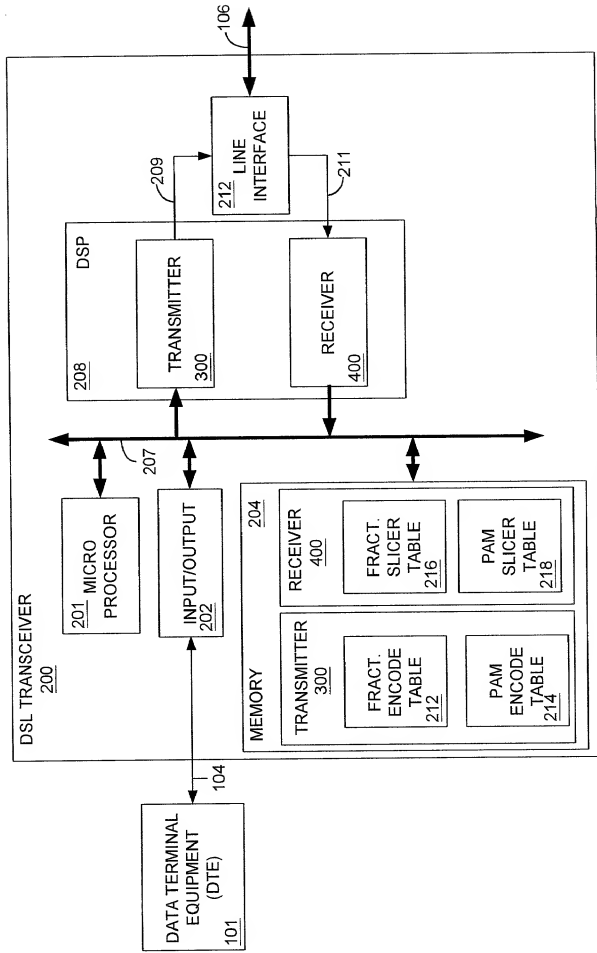 DSL TRANSCEIVER
200
DATA TERMINAL
EQUIPMENT
(DTE)
101
104
201
MICRO
PROCESSOR
INPUT/OUTPUT
202
207
208
DSP
TRANSMITTER
300
RECEIVER
400
209
211
212
LINE
INTERFACE
106
MEMORY
204
TRANSMITTER
300
FRACT.
ENCODE
TABLE
212
PAM
ENCODE
TABLE
214
RECEIVER
400
FRACT.
SLICER
TABLE
216
PAM
SLICER
TABLE
218